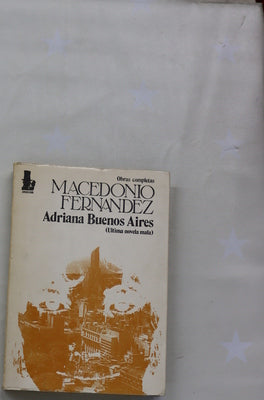 Obras completas
MACEDONIO
FERNANDEZ
Adriana Buenos Aires
(Ultima novela mala)